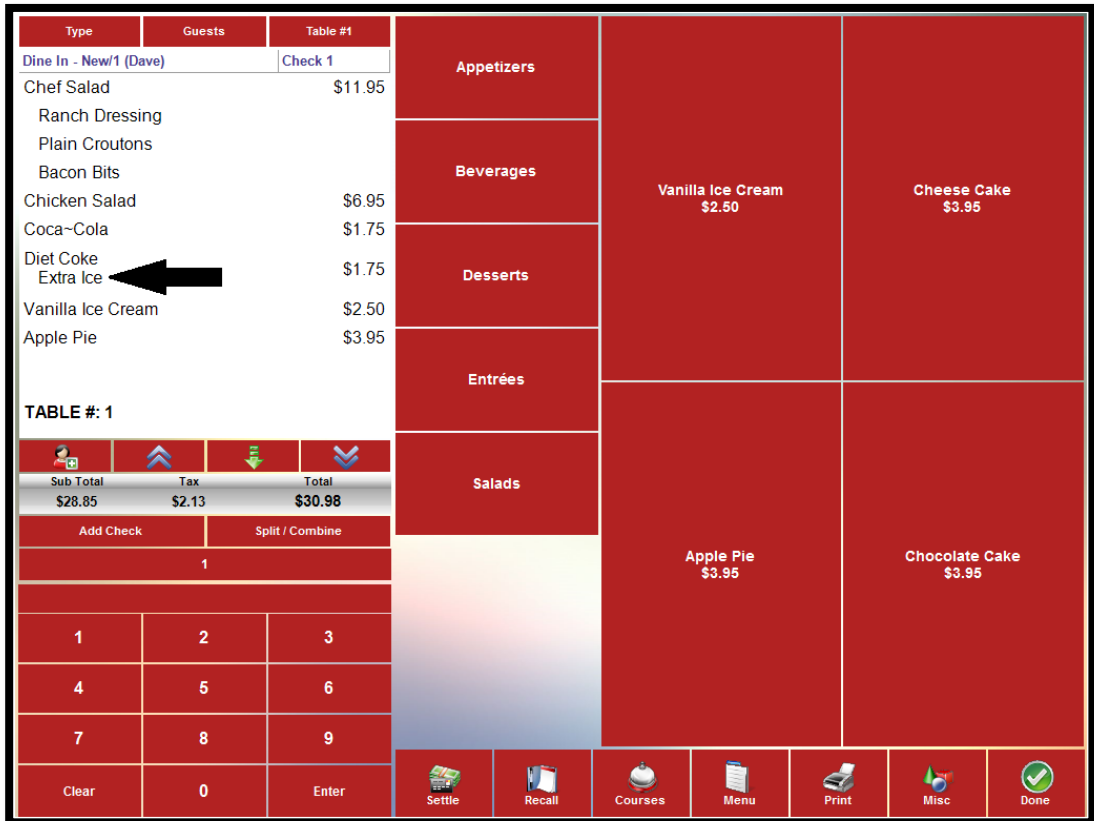 Type Guests Table #1
Dine In - New/1 (Dave) Check 1
Chef Salad $11.95
Ranch Dressing
Plain Croutons
Bacon Bits
Chicken Salad $6.95
Coca~Cola $1.75
Diet Coke $1.75
Extra Ice
Vanilla Ice Cream $2.50
Apple Pie $3.95
TABLE #: 1
Sub Total Tax Total
$28.85 $2.13 $30.98
Add Check Split / Combine
1
1 2 3
4 5 6
7 8 9
Clear 0 Enter
Appetizers
Beverages
Desserts
Entrées
Salads
Vanilla Ice Cream
$2.50
Cheese Cake
$3.95
Apple Pie
$3.95
Chocolate Cake
$3.95
Settle Recall Courses Menu Print Misc Done